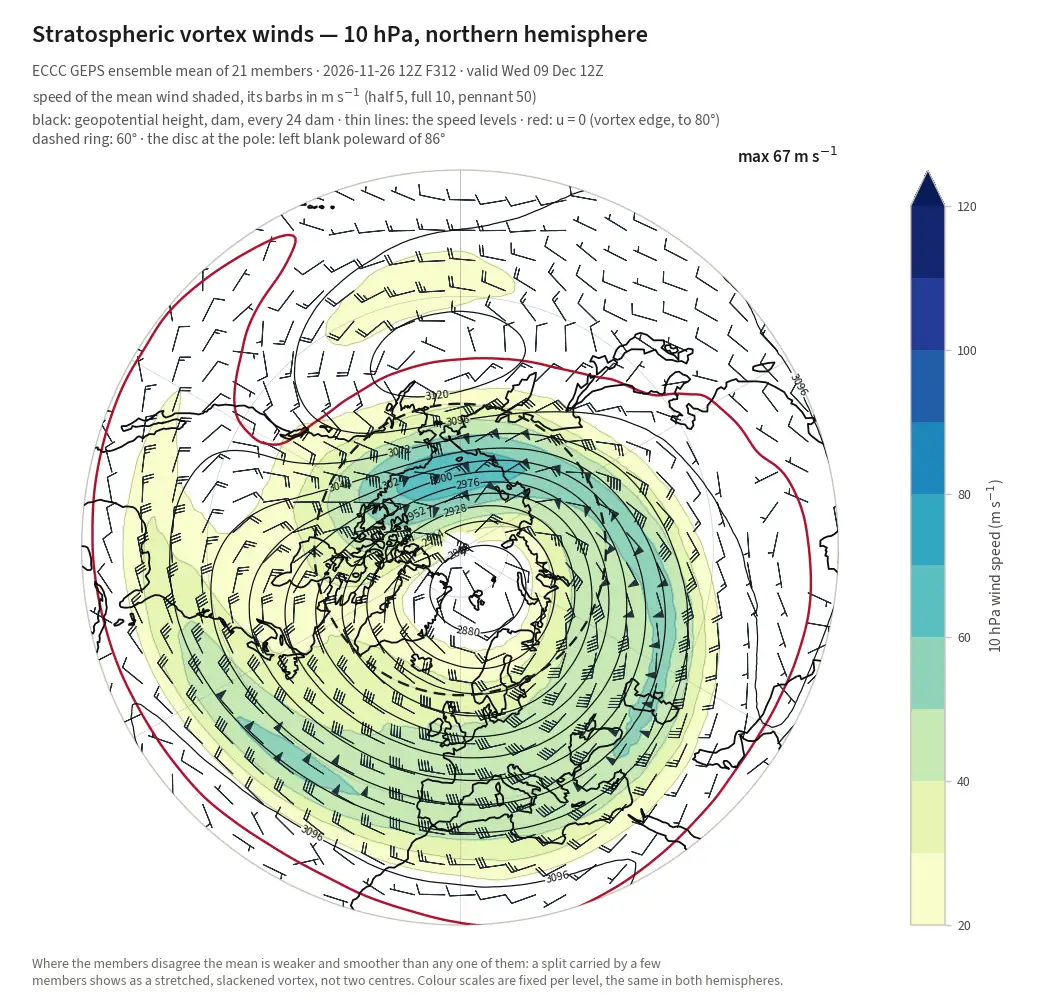 Stratospheric vortex winds — 10 hPa, northern hemisphere
ECCC GEPS ensemble mean of 21 members · 2026-11-26 12Z F312 · valid Wed 09 Dec 12Z
speed of the mean wind shaded, its barbs in m s⁻¹ (half 5, full 10, pennant 50)
black: geopotential height, dam, every 24 dam · thin lines: the speed levels · red: u = 0 (vortex edge, to 80°)
dashed ring: 60° · the disc at the pole: left blank poleward of 86°
max 67 m s⁻¹
120
100
80
60
40
20
10 hPa wind speed (m s⁻¹)
3096
3120
2976
2928
2880
3096
3096
Where the members disagree the mean is weaker and smoother than any one of them: a split carried by a few
members shows as a stretched, slackened vortex, not two centres. Colour scales are fixed per level, the same in both hemispheres.